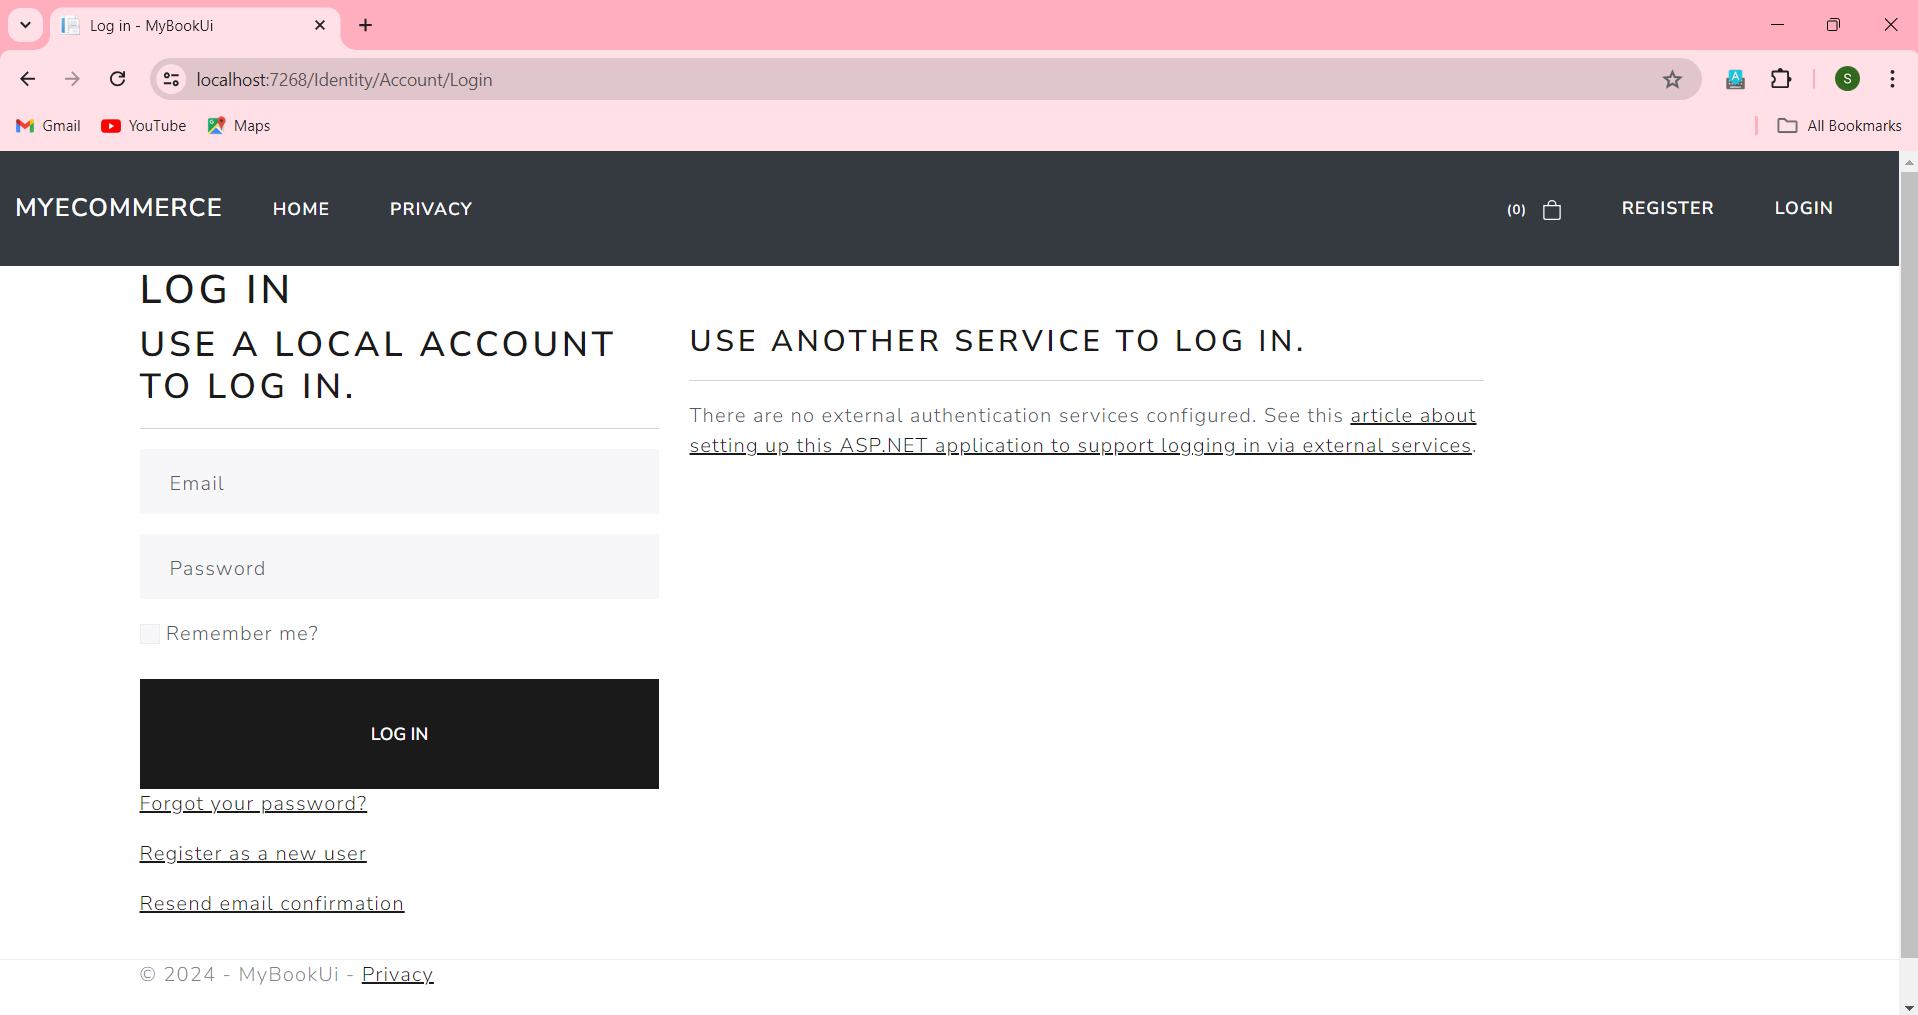 Log in - MyBookUi
localhost:7268/Identity/Account/Login
S
Gmail YouTube Maps All Bookmarks
MYECOMMERCE HOME PRIVACY (0) REGISTER LOGIN
LOG IN
USE A LOCAL ACCOUNT
TO LOG IN.
Email
Password
Remember me?
LOG IN
Forgot your password?
Register as a new user
Resend email confirmation
USE ANOTHER SERVICE TO LOG IN.
There are no external authentication services configured. See this article about
setting up this ASP.NET application to support logging in via external services.
© 2024 - MyBookUi - Privacy